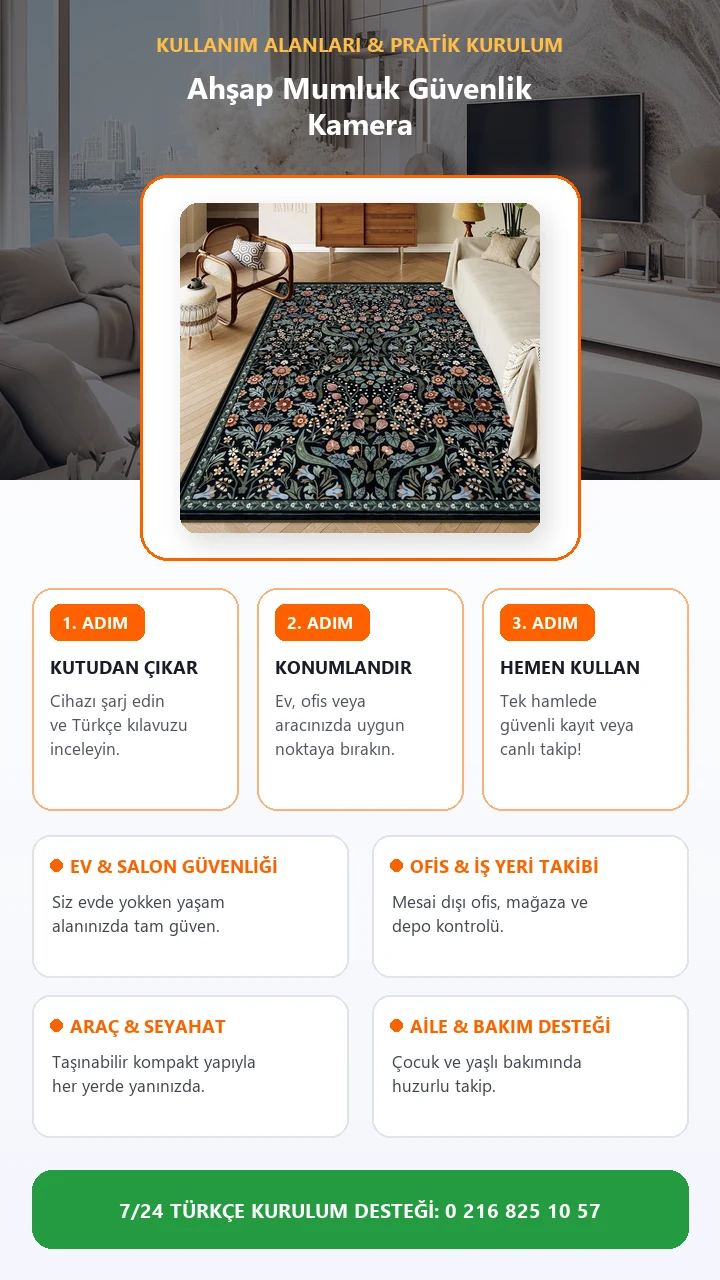 KULLANIM ALANLARI & PRATİK KURULUM
Ahşap Mumluk Güvenlik
Kamera
1. ADIM
KUTUDAN ÇIKAR
Cihazı şarj edin
ve Türkçe kılavuzu
inceleyin.
2. ADIM
KONUMLANDIR
Ev, ofis veya
aracınızda uygun
noktaya bırakın.
3. ADIM
HEMEN KULLAN
Tek hamlede
güvenli kayıt veya
canlı takip!
EV & SALON GÜVENLİĞİ
Siz evde yokken yaşam
alanınızda tam güven.
OFİS & İŞ YERİ TAKİBİ
Mesai dışı ofis, mağaza ve
depo kontrolü.
ARAÇ & SEYAHAT
Taşınabilir kompakt yapıyla
her yerde yanınızda.
AİLE & BAKIM DESTEĞİ
Çocuk ve yaşlı bakımında
huzurlu takip.
7/24 TÜRKÇE KURULUM DESTEĞİ: 0 216 825 10 57